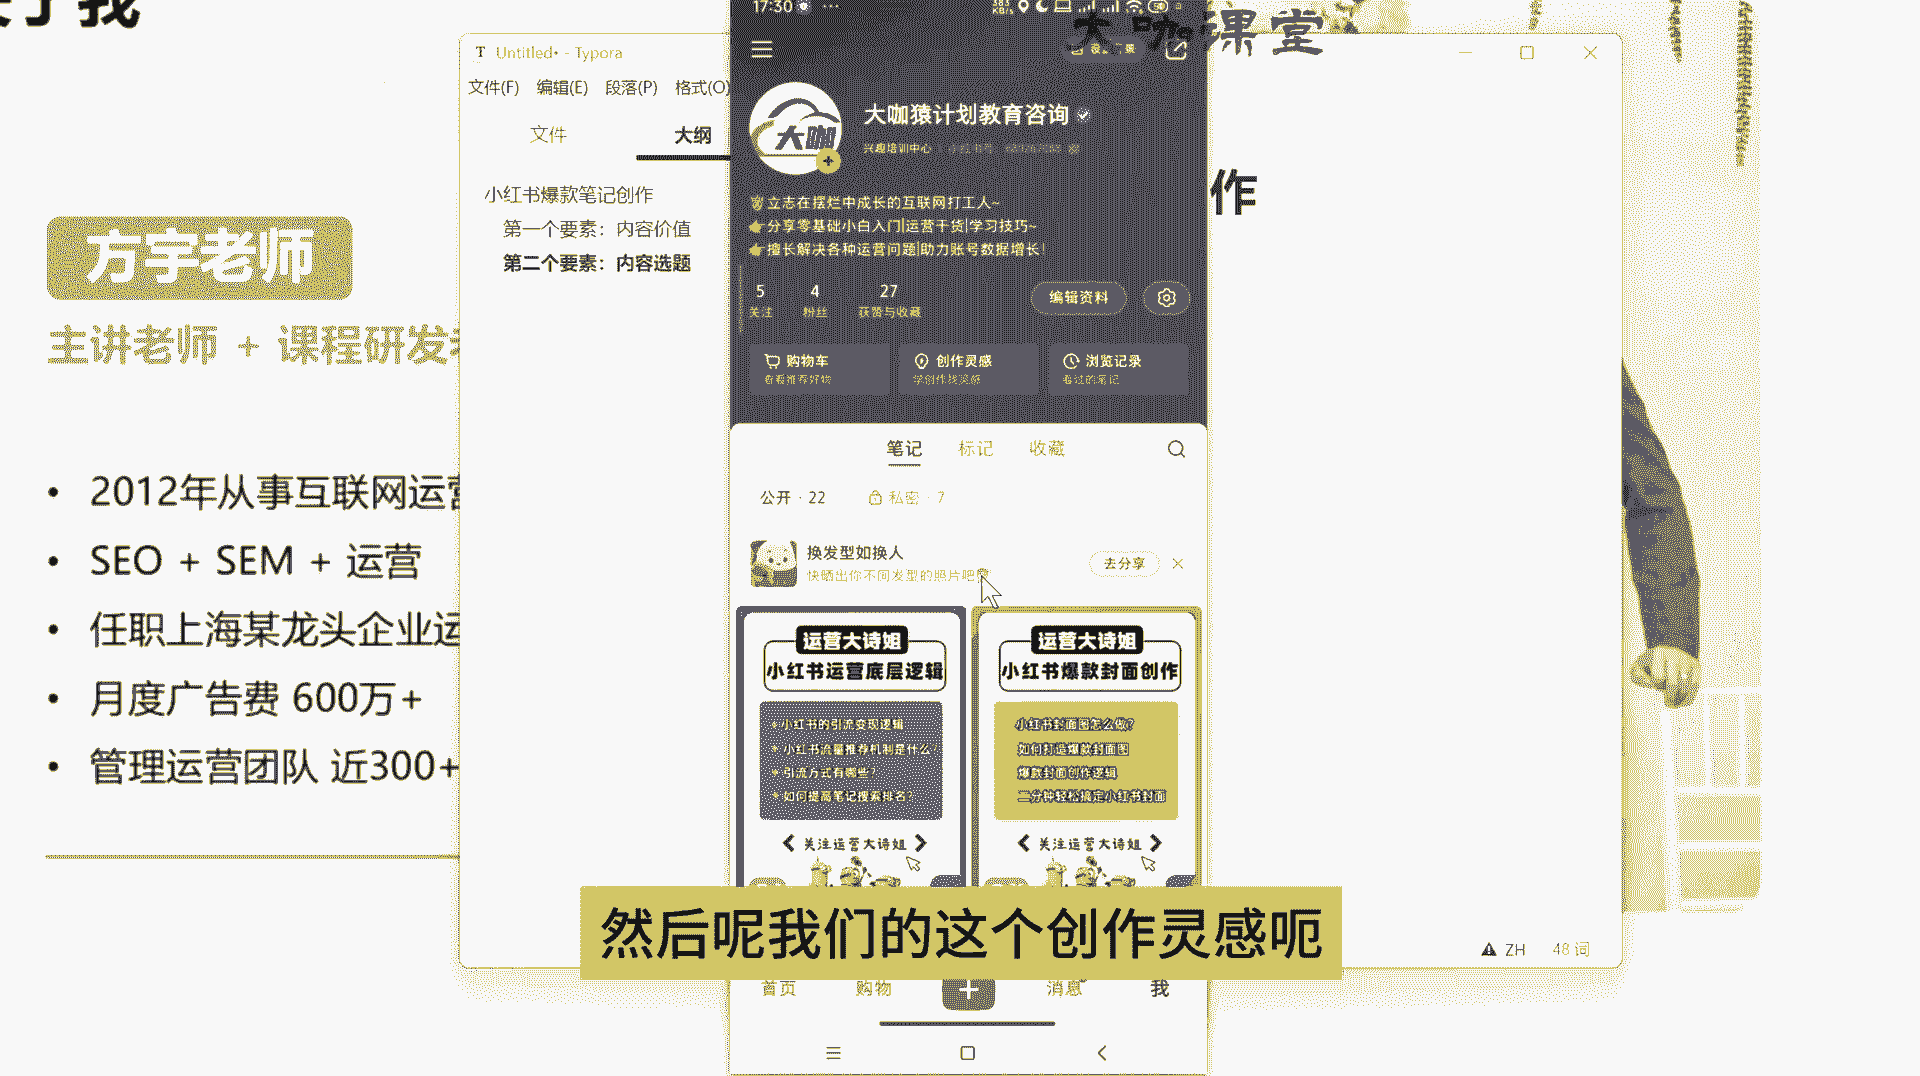 大咖课堂
方宇老师
主讲老师 + 课程研发
2012年从事互联网运营
SEO + SEM + 运营
任职上海某龙头企业运
月度广告费 600万+
管理运营团队 近300+
Untitled• - Typora
文件(F) 编辑(E) 段落(P) 格式(O)
文件 大纲
小红书爆款笔记创作
第一个要素：内容价值
第二个要素：内容选题
作
ZH 48 词
17:30
大咖猿计划教育咨询
兴趣培训中心
立志在摆烂中成长的互联网打工人~
分享零基础小白入门|运营干货|学习技巧~
擅长解决各种运营问题|助力账号数据增长!
5 4 27
关注 粉丝 获赞与收藏
编辑资料
购物车 创作灵感 浏览记录
查看推荐好物 学创作找灵感 看过的笔记
笔记 标记 收藏
公开 · 22 私密 · 7
换发型如换人
快晒出你不同发型的照片吧
去分享
运营大诗姐
小红书运营底层逻辑
小红书的引流变现逻辑
小红书流量推荐机制是什么?
引流方式有哪些?
如何提高笔记搜索排名?
关注运营大诗姐
运营大诗姐
小红书爆款封面创作
小红书封面图怎么做?
如何打造爆款封面图
爆款封面创作逻辑
二分钟轻松搞定小红书封面
关注运营大诗姐
然后呢我们的这个创作灵感呃
首页 购物 消息 我